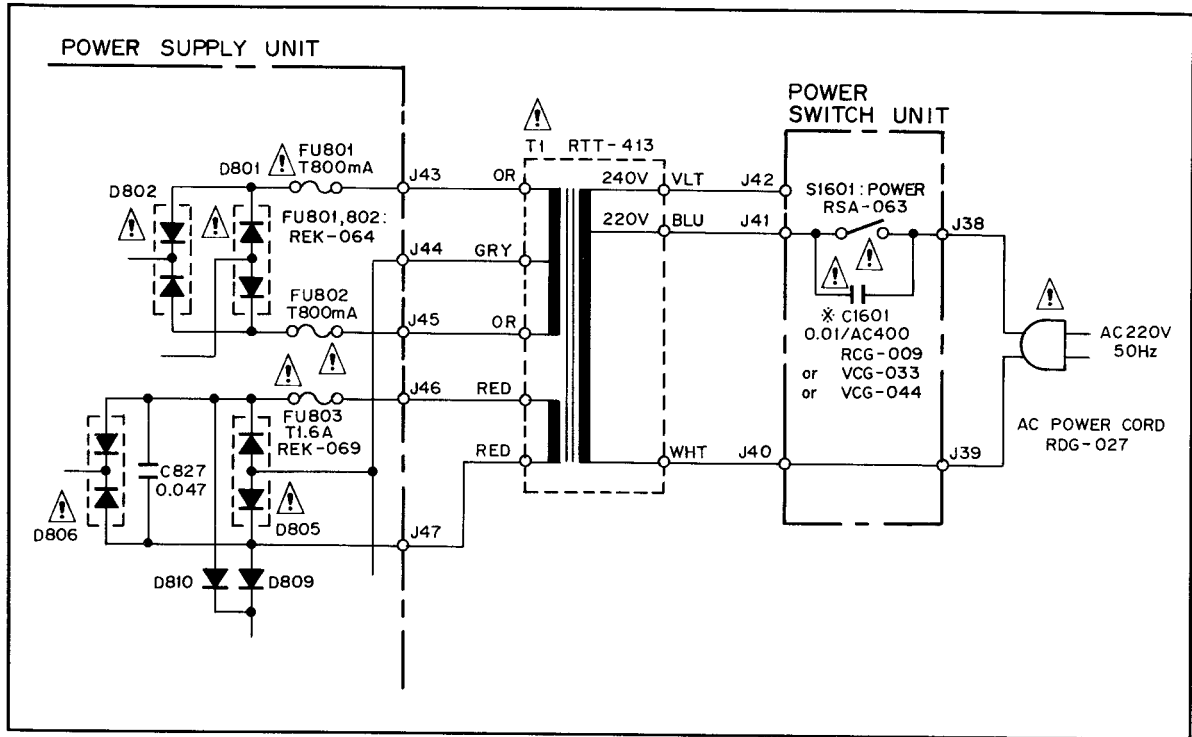 POWER SUPPLY UNIT
D802
D801
FU801
T800mA
FU801,802:
REK-064
FU802
T800mA
FU803
T1.6A
REK-069
C827
0.047
D806
D805
D810
D809
J43
J44
J45
J46
J47
T1 RTT-413
OR
GRY
OR
RED
RED
240V
220V
VLT
BLU
WHT
POWER
SWITCH UNIT
J42
J41
J40
S1601:POWER
RSA-063
※ C1601
0.01/AC400
RCG-009
or VCG-033
or VCG-044
J38
J39
AC220V
50Hz
AC POWER CORD
RDG-027